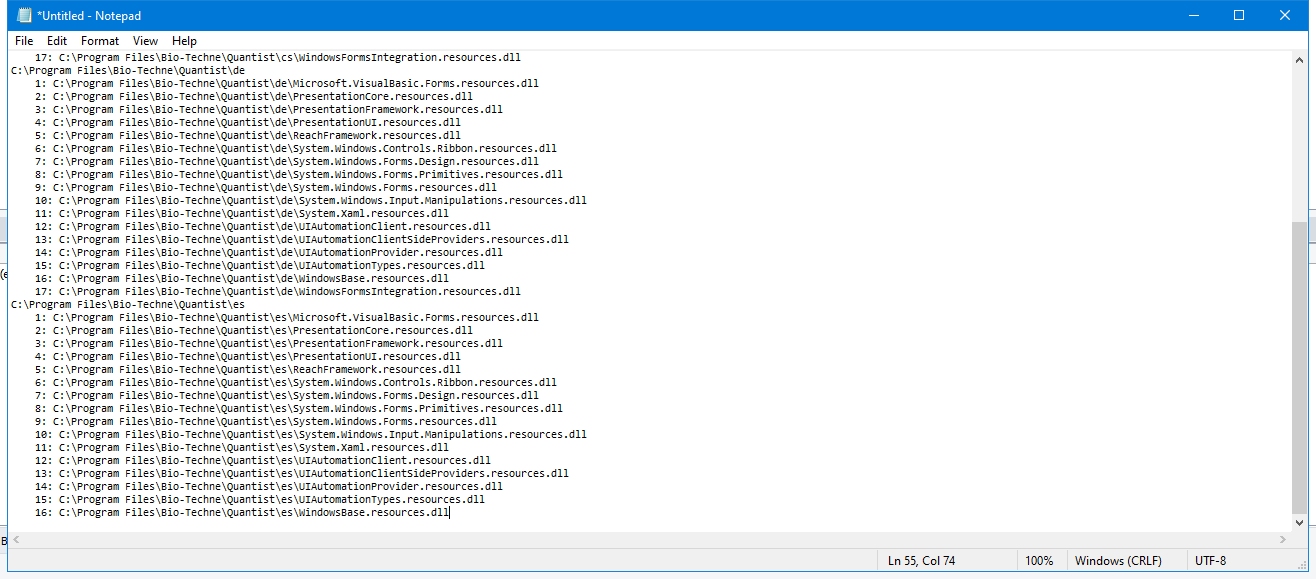 *Untitled - Notepad
File Edit Format View Help
17: C:\Program Files\Bio-Techne\Quantist\cs\WindowsFormsIntegration.resources.dll
C:\Program Files\Bio-Techne\Quantist\de
1: C:\Program Files\Bio-Techne\Quantist\de\Microsoft.VisualBasic.Forms.resources.dll
2: C:\Program Files\Bio-Techne\Quantist\de\PresentationCore.resources.dll
3: C:\Program Files\Bio-Techne\Quantist\de\PresentationFramework.resources.dll
4: C:\Program Files\Bio-Techne\Quantist\de\PresentationUI.resources.dll
5: C:\Program Files\Bio-Techne\Quantist\de\ReachFramework.resources.dll
6: C:\Program Files\Bio-Techne\Quantist\de\System.Windows.Controls.Ribbon.resources.dll
7: C:\Program Files\Bio-Techne\Quantist\de\System.Windows.Forms.Design.resources.dll
8: C:\Program Files\Bio-Techne\Quantist\de\System.Windows.Forms.Primitives.resources.dll
9: C:\Program Files\Bio-Techne\Quantist\de\System.Windows.Forms.resources.dll
10: C:\Program Files\Bio-Techne\Quantist\de\System.Windows.Input.Manipulations.resources.dll
11: C:\Program Files\Bio-Techne\Quantist\de\System.Xaml.resources.dll
12: C:\Program Files\Bio-Techne\Quantist\de\UIAutomationClient.resources.dll
13: C:\Program Files\Bio-Techne\Quantist\de\UIAutomationClientSideProviders.resources.dll
14: C:\Program Files\Bio-Techne\Quantist\de\UIAutomationProvider.resources.dll
15: C:\Program Files\Bio-Techne\Quantist\de\UIAutomationTypes.resources.dll
16: C:\Program Files\Bio-Techne\Quantist\de\WindowsBase.resources.dll
17: C:\Program Files\Bio-Techne\Quantist\de\WindowsFormsIntegration.resources.dll
C:\Program Files\Bio-Techne\Quantist\es
1: C:\Program Files\Bio-Techne\Quantist\es\Microsoft.VisualBasic.Forms.resources.dll
2: C:\Program Files\Bio-Techne\Quantist\es\PresentationCore.resources.dll
3: C:\Program Files\Bio-Techne\Quantist\es\PresentationFramework.resources.dll
4: C:\Program Files\Bio-Techne\Quantist\es\PresentationUI.resources.dll
5: C:\Program Files\Bio-Techne\Quantist\es\ReachFramework.resources.dll
6: C:\Program Files\Bio-Techne\Quantist\es\System.Windows.Controls.Ribbon.resources.dll
7: C:\Program Files\Bio-Techne\Quantist\es\System.Windows.Forms.Design.resources.dll
8: C:\Program Files\Bio-Techne\Quantist\es\System.Windows.Forms.Primitives.resources.dll
9: C:\Program Files\Bio-Techne\Quantist\es\System.Windows.Forms.resources.dll
10: C:\Program Files\Bio-Techne\Quantist\es\System.Windows.Input.Manipulations.resources.dll
11: C:\Program Files\Bio-Techne\Quantist\es\System.Xaml.resources.dll
12: C:\Program Files\Bio-Techne\Quantist\es\UIAutomationClient.resources.dll
13: C:\Program Files\Bio-Techne\Quantist\es\UIAutomationClientSideProviders.resources.dll
14: C:\Program Files\Bio-Techne\Quantist\es\UIAutomationProvider.resources.dll
15: C:\Program Files\Bio-Techne\Quantist\es\UIAutomationTypes.resources.dll
16: C:\Program Files\Bio-Techne\Quantist\es\WindowsBase.resources.dll
Ln 55, Col 74 100% Windows (CRLF) UTF-8